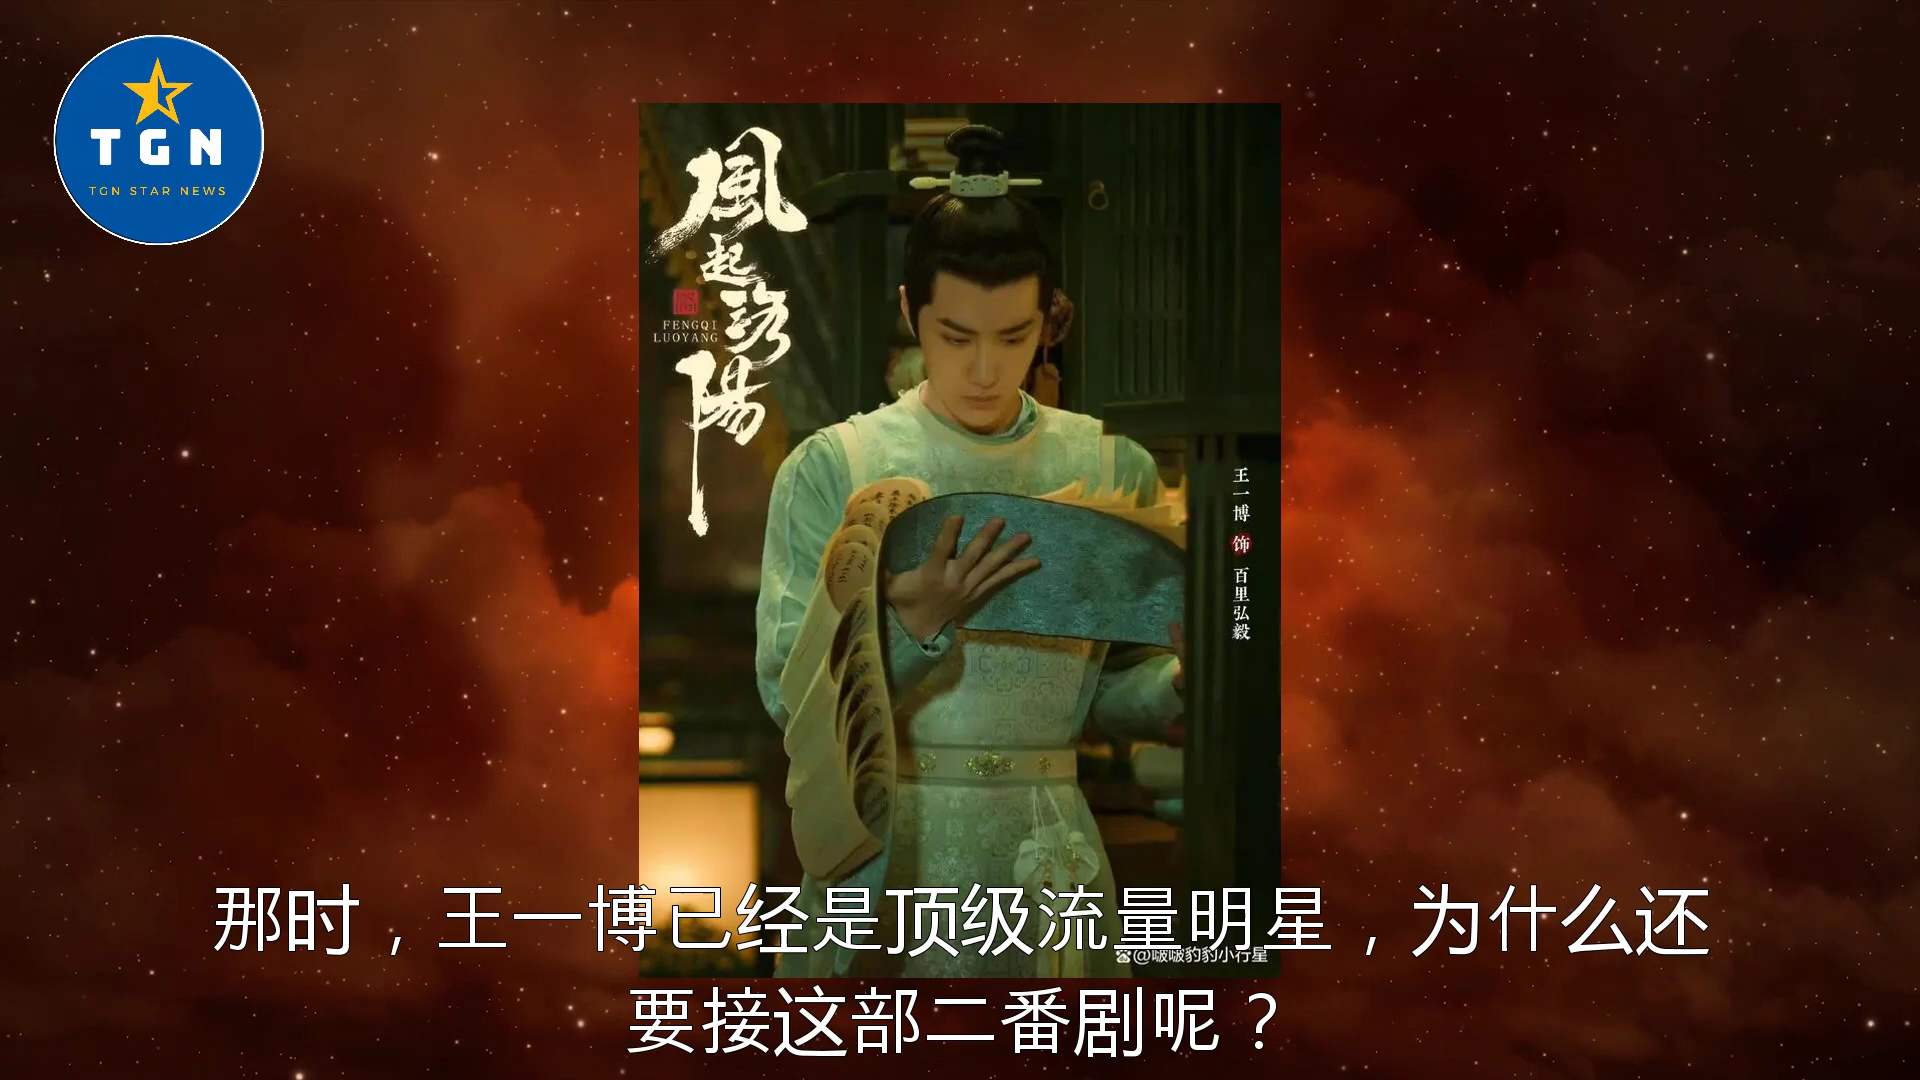 TGN
TGN STAR NEWS
風起洛陽
FENGQI
LUOYANG
王一博 饰 百里弘毅
@啵啵豹豹小行星
那时，王一博已经是顶级流量明星，为什么还
要接这部二番剧呢？